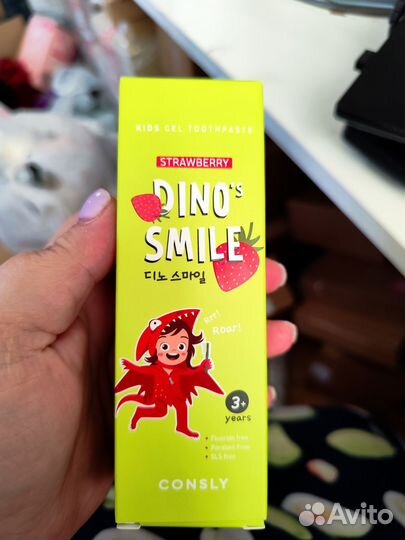 KIDS GEL TOOTHPASTE
STRAWBERRY
DINO's
SMILE
디노 스마일
Rrr!
Roar!
3+
years
• Fluoride free
• Paraben Free
• SLS free
CONSLY
Avito